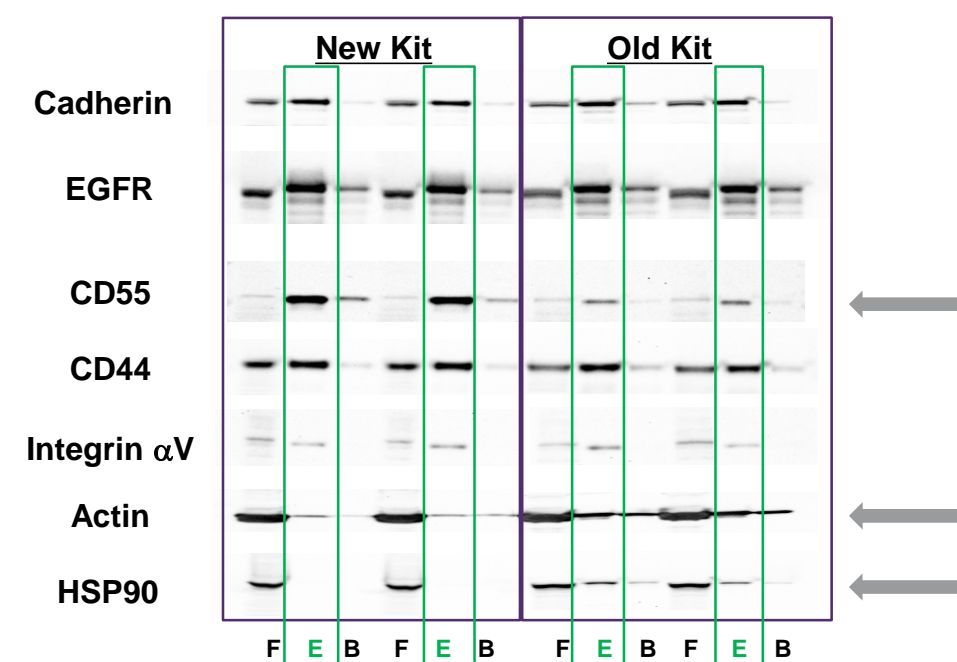 New Kit Old Kit
Cadherin
EGFR
CD55
CD44
Integrin αV
Actin
HSP90
F E B F E B F E B F E B